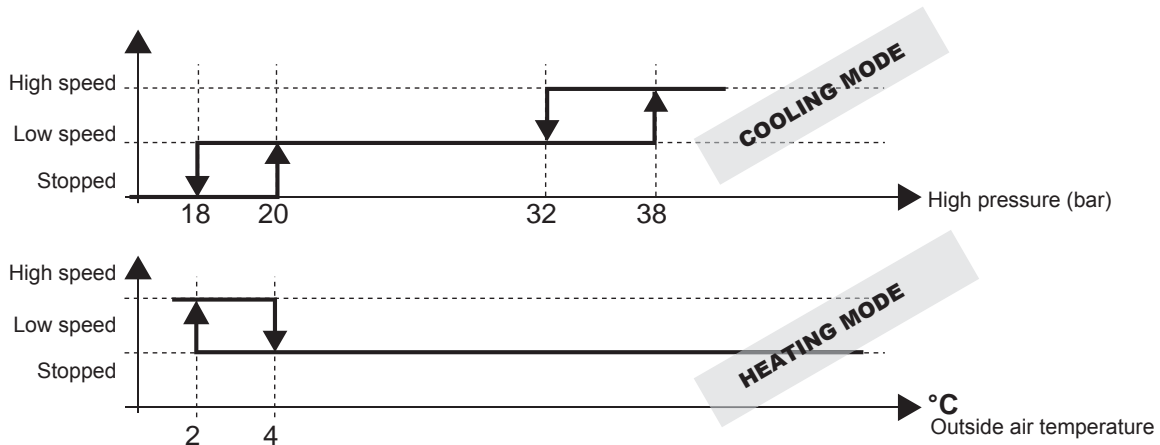 High speed
Low speed
Stopped
COOLING MODE
18 20 32 38
High pressure (bar)
High speed
Low speed
Stopped
HEATING MODE
°C
Outside air temperature
2 4